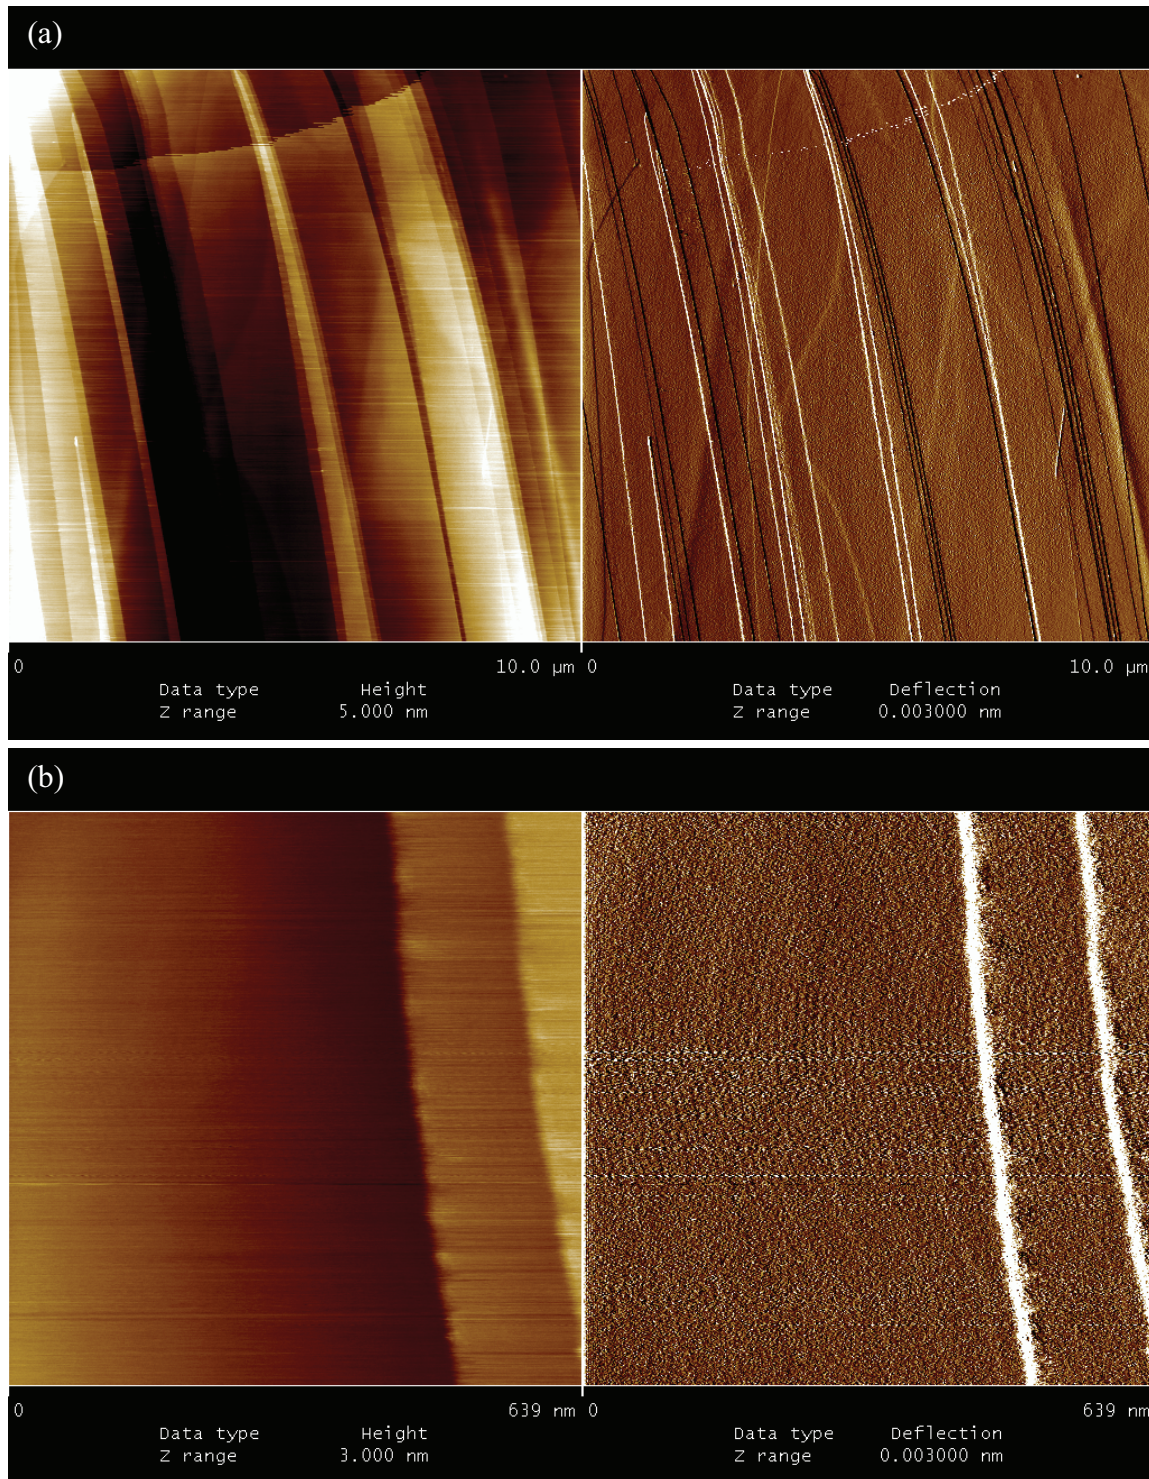 (a)
0 10.0 µm 0 10.0 µm
Data type Height Data type Deflection
Z range 5.000 nm Z range 0.003000 nm
(b)
0 639 nm 0 639 nm
Data type Height Data type Deflection
Z range 3.000 nm Z range 0.003000 nm